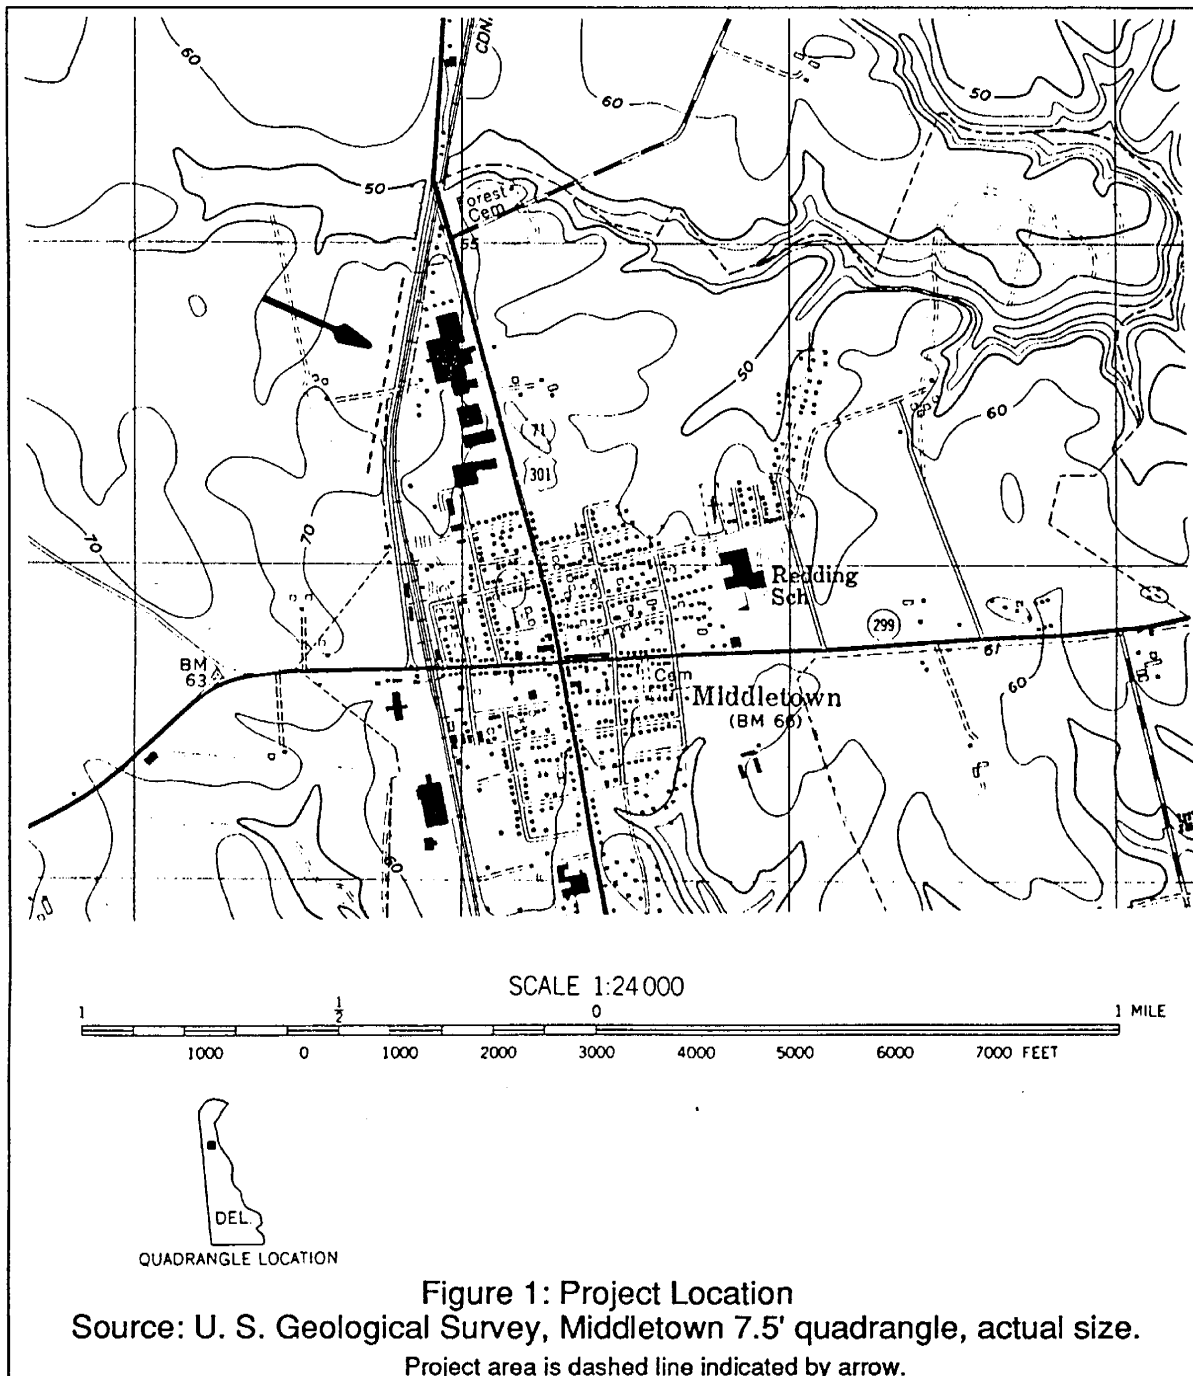 60
CDN.
60
50
50
Forest
Cem
55
50
60
71
301
70
70
Redding
Sch
299
BM
63
61
60
Cem
Middletown
(BM 66)
60
SCALE 1:24 000
1 1/2 0 1 MILE
1000 0 1000 2000 3000 4000 5000 6000 7000 FEET
DEL.
QUADRANGLE LOCATION
Figure 1: Project Location
Source: U. S. Geological Survey, Middletown 7.5' quadrangle, actual size.
Project area is dashed line indicated by arrow.